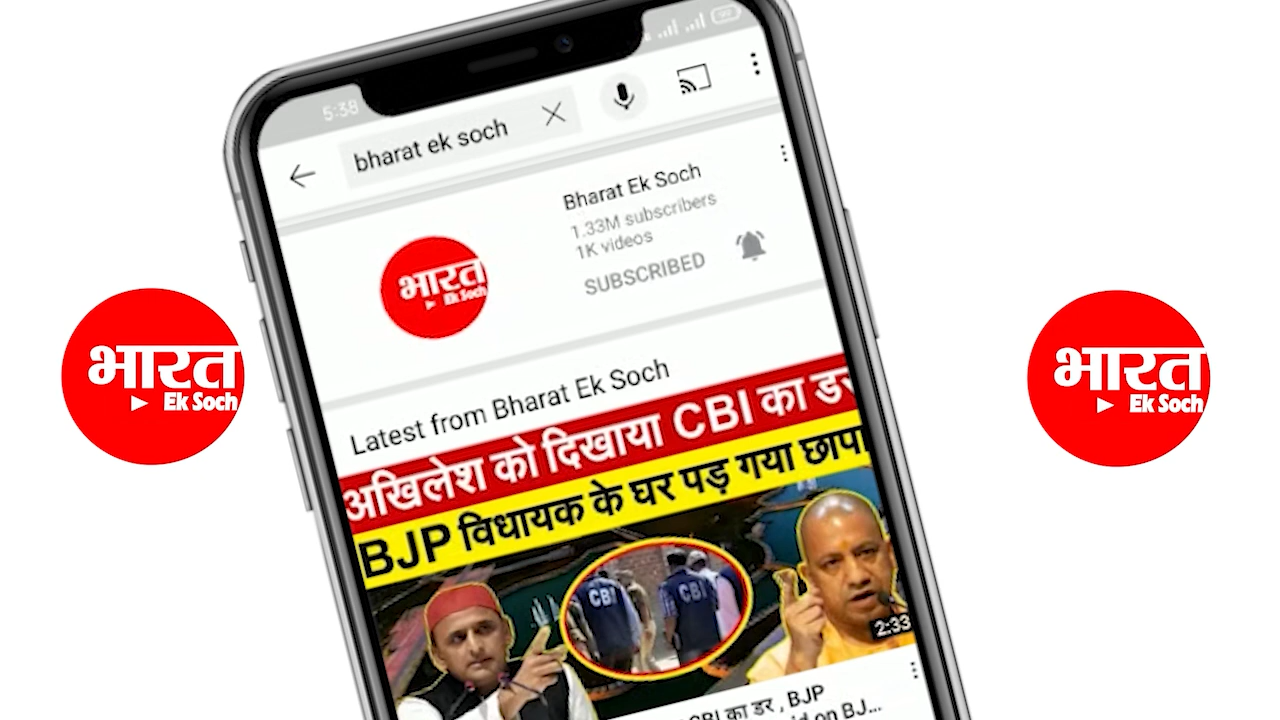 5:38
bharat ek soch
Bharat Ek Soch
1.33M subscribers
1K videos
SUBSCRIBED
भारत
Ek Soch
Latest from Bharat Ek Soch
अखिलेश को दिखाया CBI का डर
BJP विधायक के घर पड़ गया छापा
CBI
CBI
2:33
CBI का डर , BJP
on BJ...
भारत
Ek Soch
भारत
Ek Soch